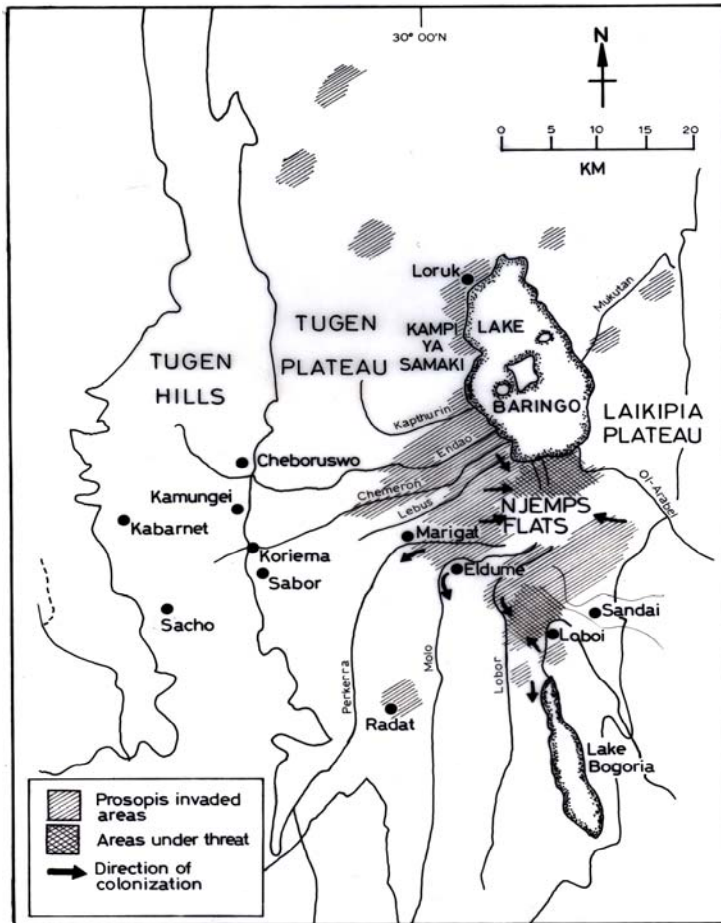 30° 00'N
N
0 5 10 20
KM
Loruk
Mukutan
TUGEN
PLATEAU
KAMPI
YA
SAMAKI
LAKE
BARINGO
TUGEN
HILLS
LAIKIPIA
PLATEAU
Kapthurin
Endao
Cheboruswo
Chemeron
Ol-Arabel
Kamungei
Lebus
NJEMPS
FLATS
Kabarnet
Marigat
Koriema
Eldume
Sabor
Sandai
Sacho
Loboi
Perkerra
Molo
Lobor
Radat
Lake
Bogoria
Prosopis invaded
areas
Areas under threat
Direction of
colonization